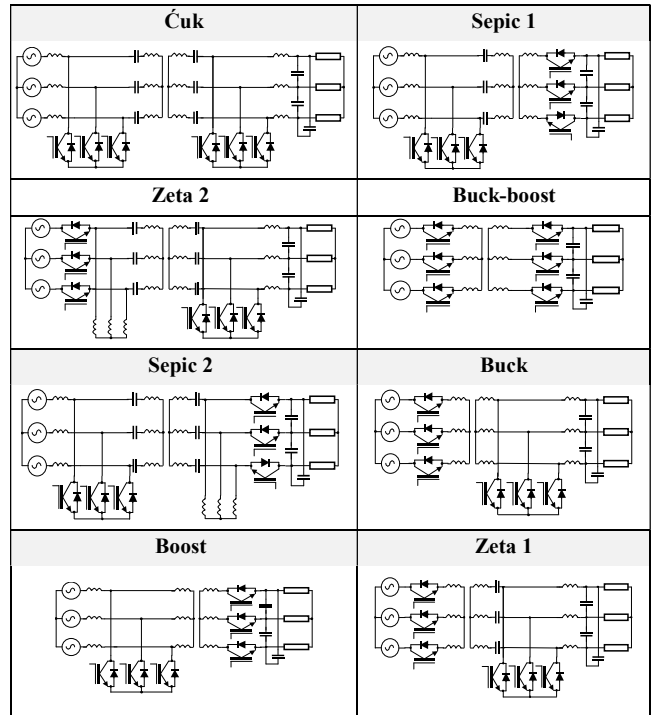 Ćuk
Sepic 1
Zeta 2
Buck-boost
Sepic 2
Buck
Boost
Zeta 1